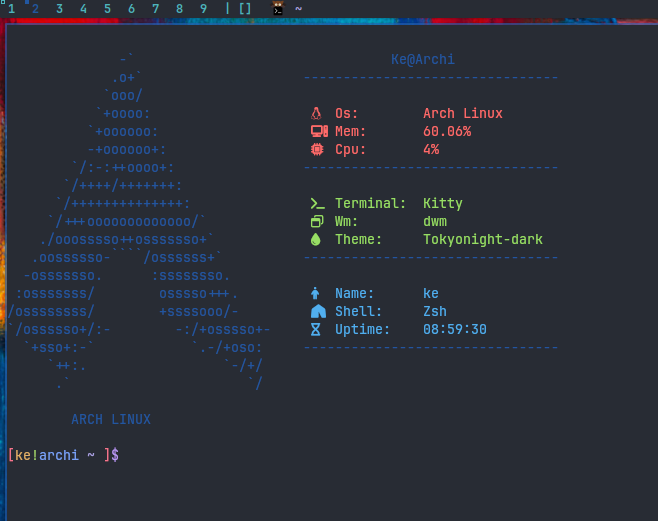 1 2 3 4 5 6 7 8 9 | [] ~
Ke@Archi
-------------------------------
Os: Arch Linux
Mem: 60.06%
Cpu: 4%
-------------------------------
Terminal: Kitty
Wm: dwm
Theme: Tokyonight-dark
-------------------------------
Name: ke
Shell: Zsh
Uptime: 08:59:30
-------------------------------
ARCH LINUX
[ke!archi ~ ]$